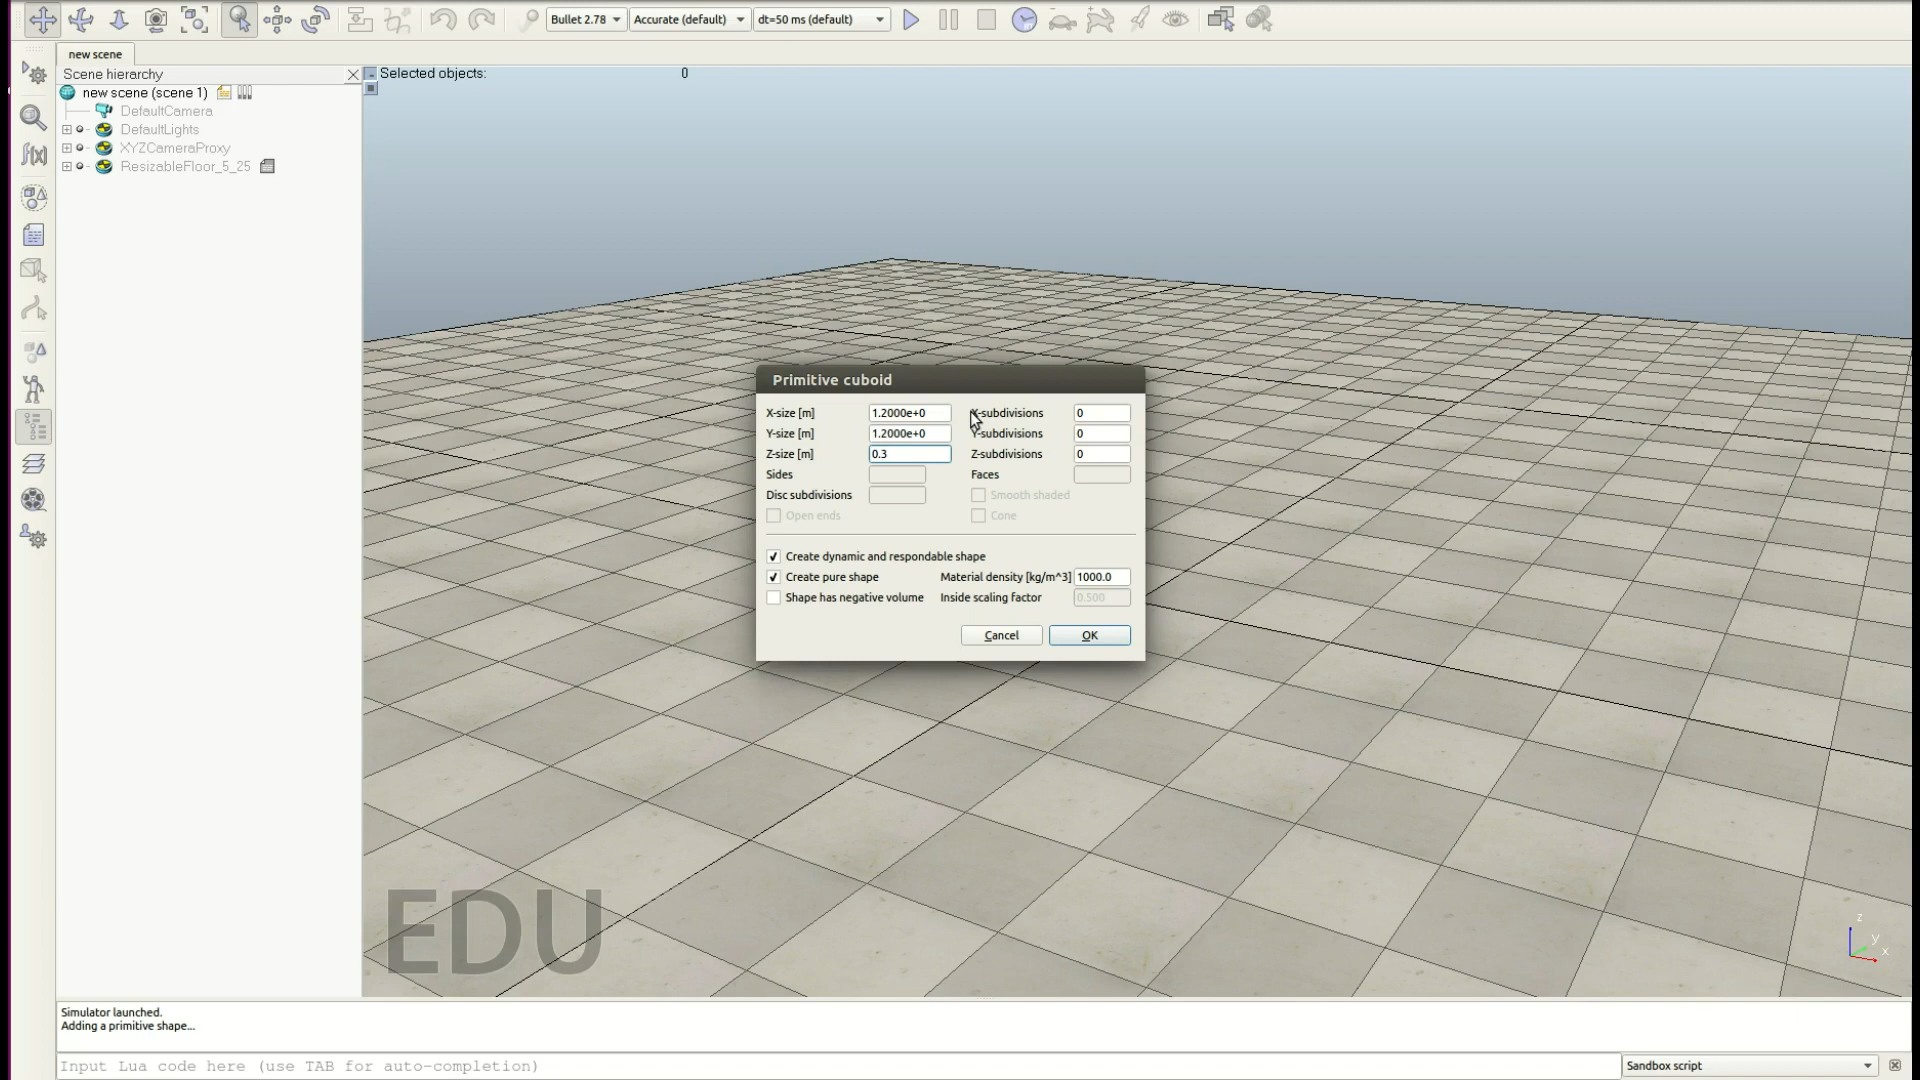 Bullet 2.78
Accurate (default)
dt=50 ms (default)
new scene
Scene hierarchy
Selected objects: 0
new scene (scene 1)
DefaultCamera
DefaultLights
XYZCameraProxy
ResizableFloor_5_25
f(x)
Primitive cuboid
X-size [m] 1.2000e+0 X-subdivisions 0
Y-size [m] 1.2000e+0 Y-subdivisions 0
Z-size [m] 0.3 Z-subdivisions 0
Sides Faces
Disc subdivisions Smooth shaded
Open ends Cone
Create dynamic and respondable shape
Create pure shape Material density [kg/m^3] 1000.0
Shape has negative volume Inside scaling factor 0.500
Cancel OK
EDU
z
y
x
Simulator launched.
Adding a primitive shape...
Input Lua code here (use TAB for auto-completion)
Sandbox script